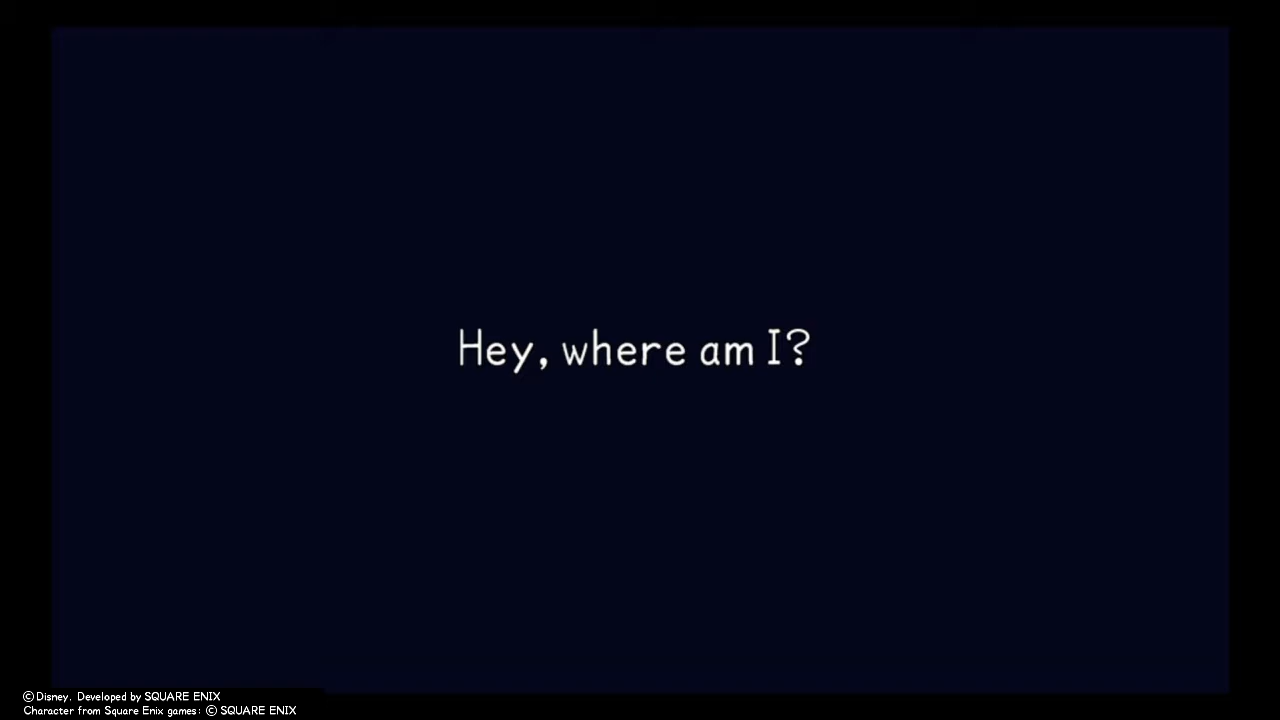 Hey, where am I?
©Disney. Developed by SQUARE ENIX
Character from Square Enix games: © SQUARE ENIX